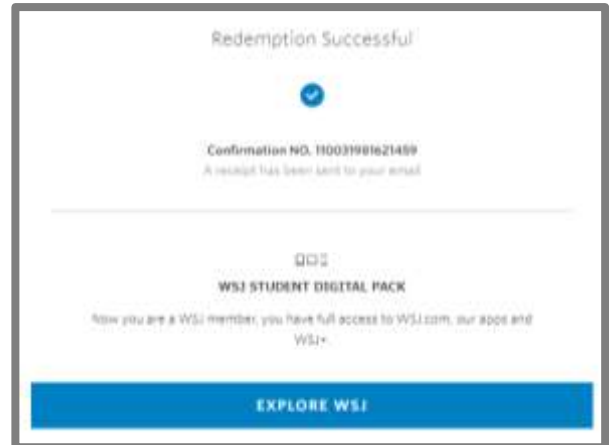 Redemption Successful
Confirmation NO. 110031981621459
A receipt has been sent to your email
WSJ STUDENT DIGITAL PACK
Now you are a WSJ member, you have full access to WSJ.com, our apps and
WSJ+
EXPLORE WSJ